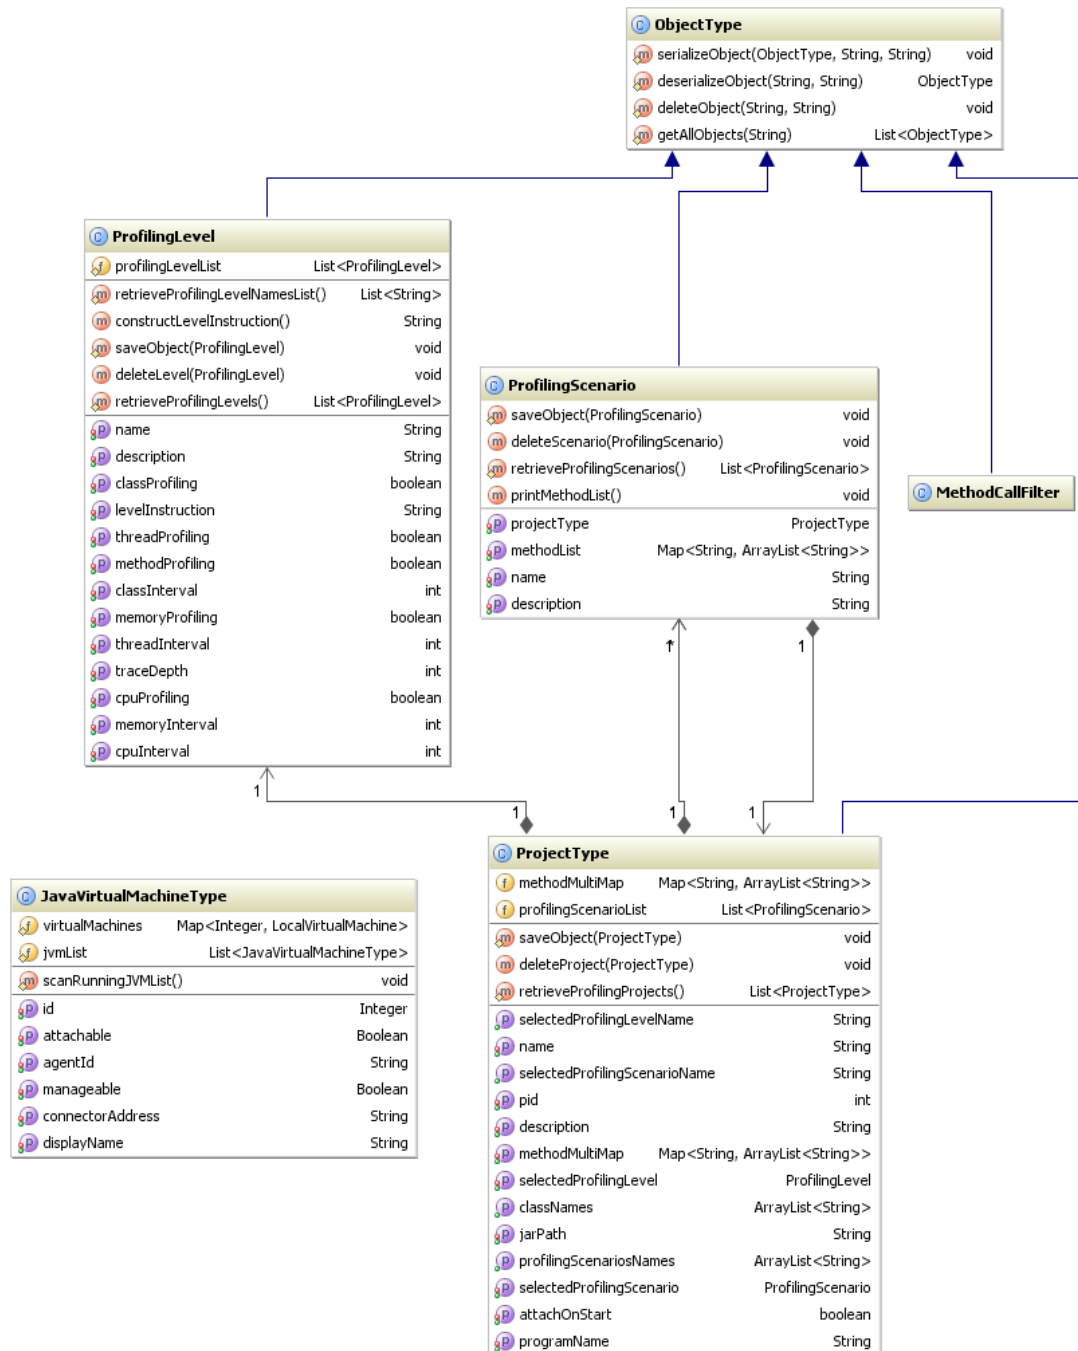 ObjectType
serializeObject(ObjectType, String, String) void
deserializeObject(String, String) ObjectType
deleteObject(String, String) void
getAllObjects(String) List<ObjectType>
ProfilingLevel
profilingLevelList List<ProfilingLevel>
retrieveProfilingLevelNamesList() List<String>
constructLevelInstruction() String
saveObject(ProfilingLevel) void
deleteLevel(ProfilingLevel) void
retrieveProfilingLevels() List<ProfilingLevel>
name String
description String
classProfiling boolean
levelInstruction String
threadProfiling boolean
methodProfiling boolean
classInterval int
memoryProfiling boolean
threadInterval int
traceDepth int
cpuProfiling boolean
memoryInterval int
cpuInterval int
ProfilingScenario
saveObject(ProfilingScenario) void
deleteScenario(ProfilingScenario) void
retrieveProfilingScenarios() List<ProfilingScenario>
printMethodList() void
projectType ProjectType
methodList Map<String, ArrayList<String>>
name String
description String
MethodCallFilter
1
1
1
1
1
ProjectType
methodMultiMap Map<String, ArrayList<String>>
profilingScenarioList List<ProfilingScenario>
saveObject(ProjectType) void
deleteProject(ProjectType) void
retrieveProfilingProjects() List<ProjectType>
selectedProfilingLevelName String
name String
selectedProfilingScenarioName String
pid int
description String
methodMultiMap Map<String, ArrayList<String>>
selectedProfilingLevel ProfilingLevel
classNames ArrayList<String>
jarPath String
profilingScenariosNames ArrayList<String>
selectedProfilingScenario ProfilingScenario
attachOnStart boolean
programName String
JavaVirtualMachineType
virtualMachines Map<Integer, LocalVirtualMachine>
jvmList List<JavaVirtualMachineType>
scanRunningJVMList() void
id Integer
attachable Boolean
agentId String
manageable Boolean
connectorAddress String
displayName String